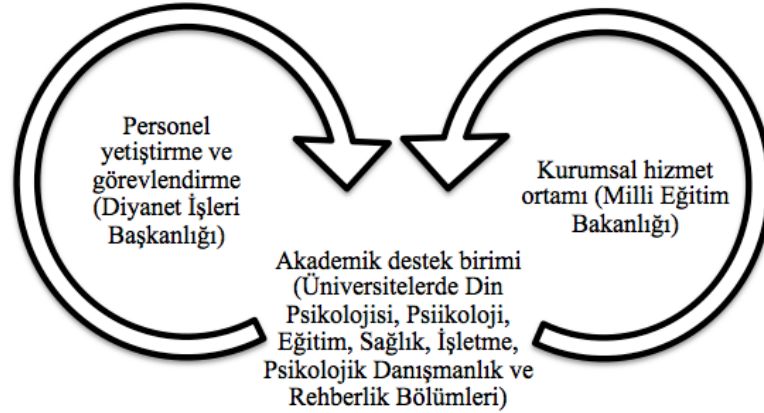 Personel
yetiştirme ve
görevlendirme
(Diyanet İşleri
Başkanlığı)
Kurumsal hizmet
ortamı (Milli Eğitim
Bakanlığı)
Akademik destek birimi
(Üniversitelerde Din
Psikolojisi, Psiikoloji,
Eğitim, Sağlık, İşletme,
Psikolojik Danışmanlık ve
Rehberlik Bölümleri)